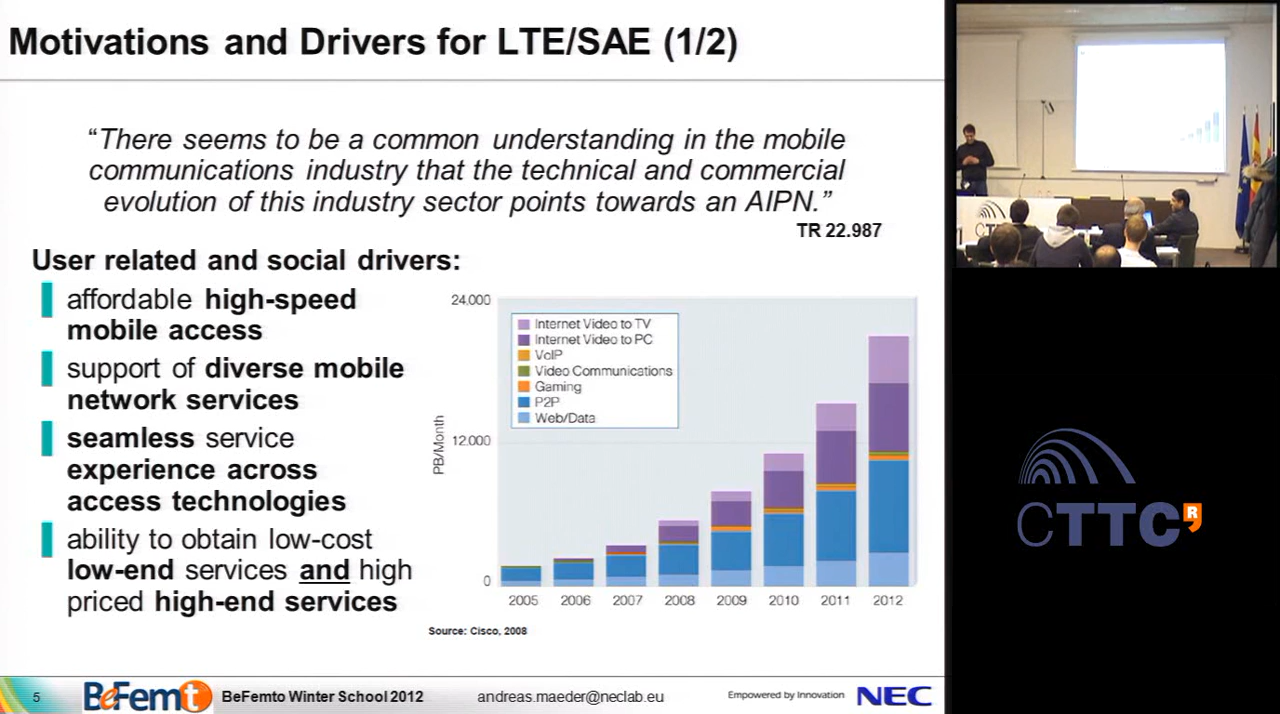 Motivations and Drivers for LTE/SAE (1/2)
“There seems to be a common understanding in the mobile
communications industry that the technical and commercial
evolution of this industry sector points towards an AIPN.”
TR 22.987
User related and social drivers:
affordable high-speed
mobile access
support of diverse mobile
network services
seamless service
experience across
access technologies
ability to obtain low-cost
low-end services and high
priced high-end services
PB/Month
24,000
12,000
0
Internet Video to TV
Internet Video to PC
VoIP
Video Communications
Gaming
P2P
Web/Data
2005 2006 2007 2008 2009 2010 2011 2012
Source: Cisco, 2008
5 BeFemto BeFemto Winter School 2012 andreas.maeder@neclab.eu Empowered by Innovation NEC
CTTC R